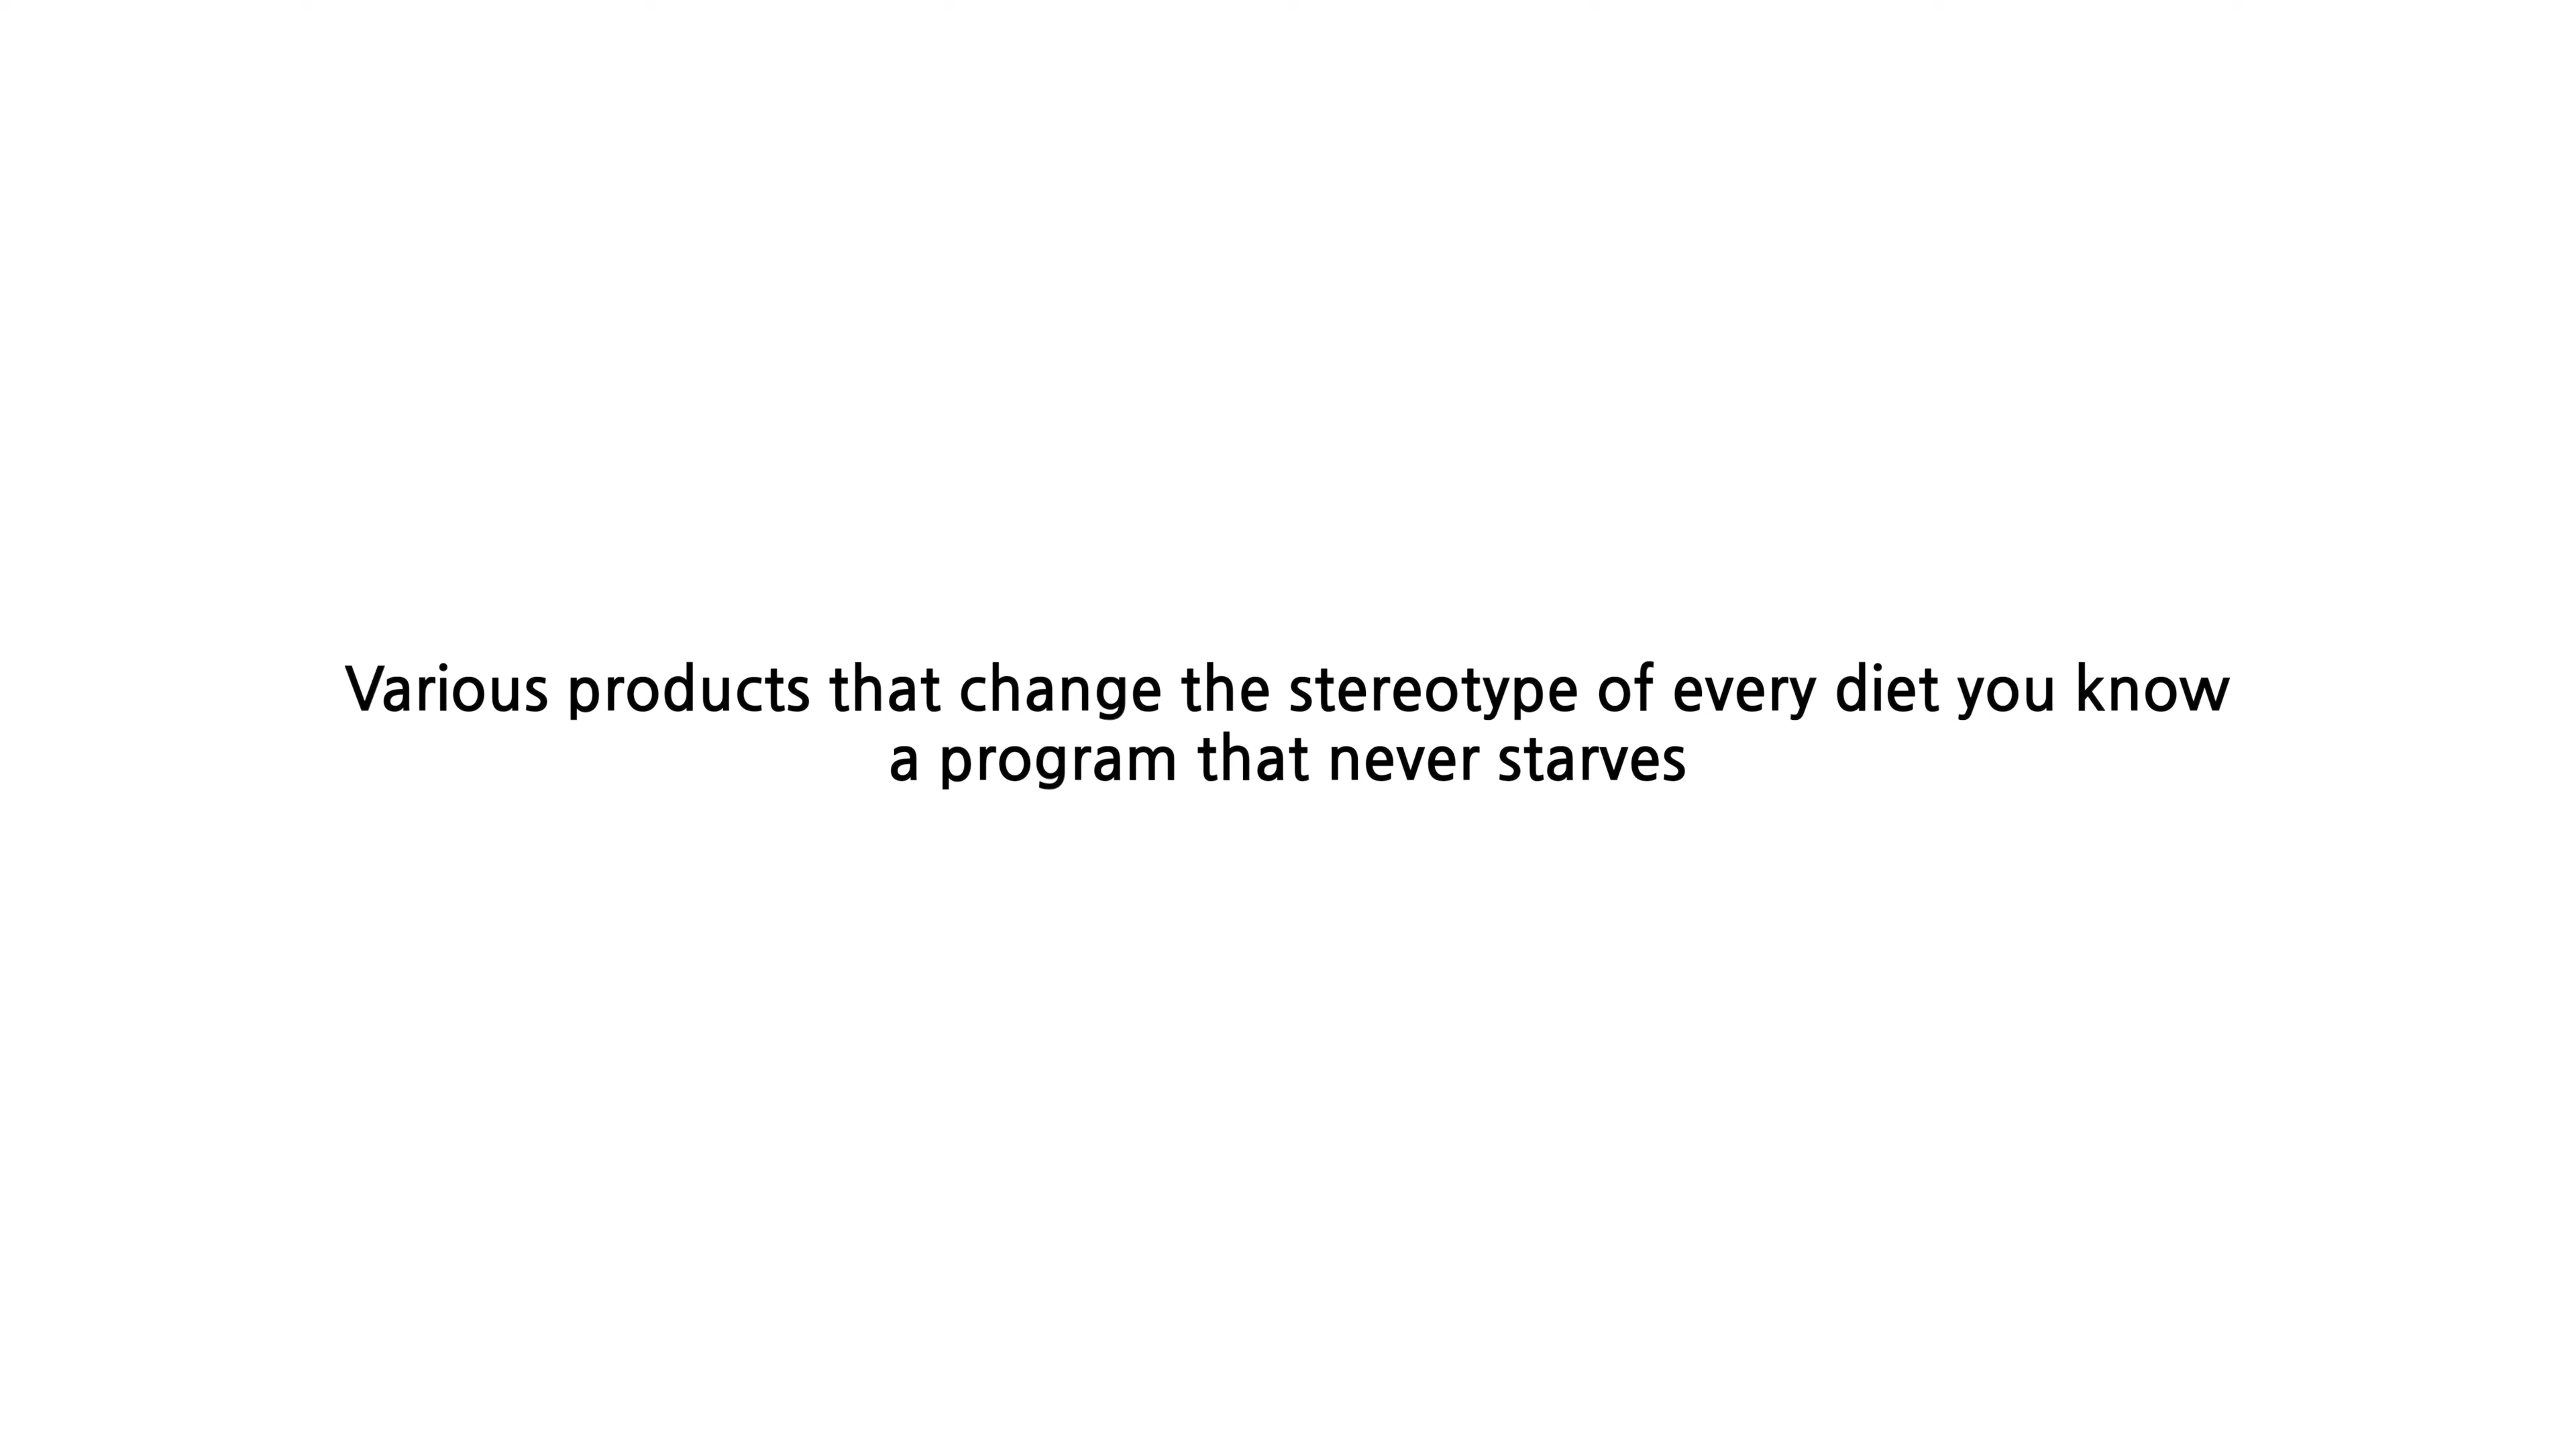 Various products that change the stereotype of every diet you know
a program that never starves